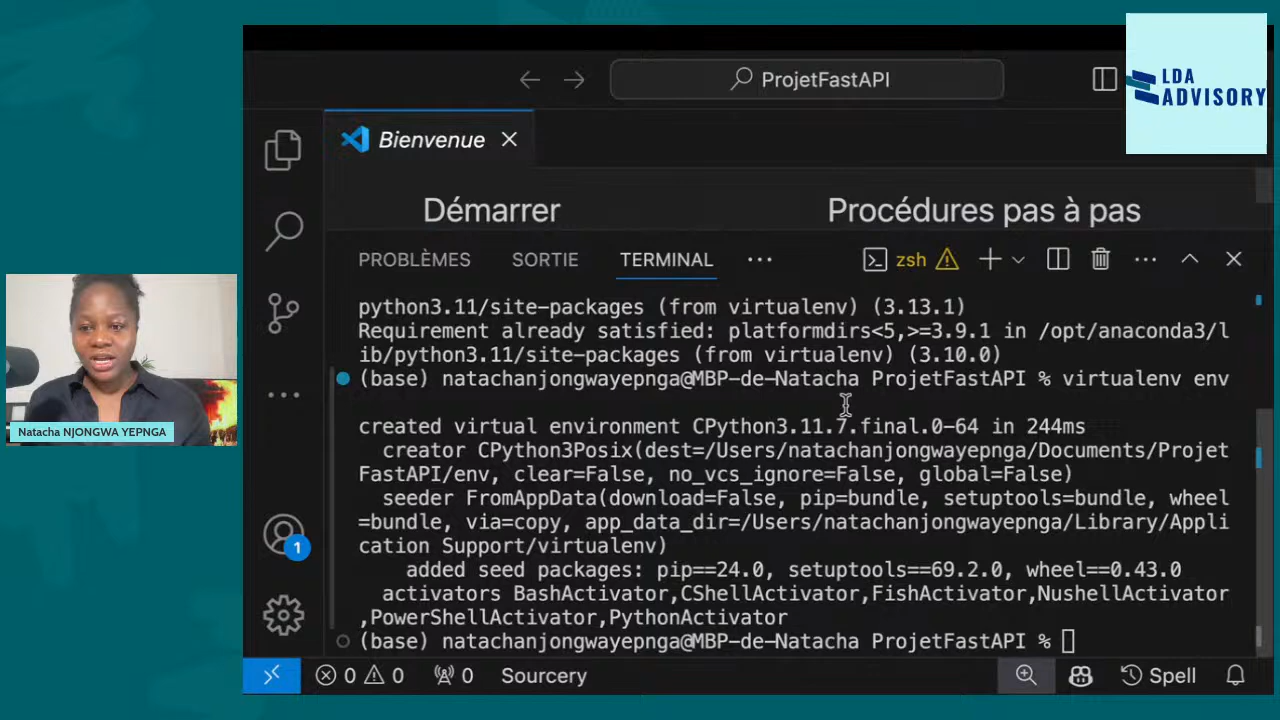 ProjetFastAPI
LDA
ADVISORY
Bienvenue
Démarrer
Procédures pas à pas
PROBLÈMES SORTIE TERMINAL ... zsh
python3.11/site-packages (from virtualenv) (3.13.1)
Requirement already satisfied: platformdirs<5,>=3.9.1 in /opt/anaconda3/l
ib/python3.11/site-packages (from virtualenv) (3.10.0)
(base) natachanjongwayepnga@MBP-de-Natacha ProjetFastAPI % virtualenv env
created virtual environment CPython3.11.7.final.0-64 in 244ms
creator CPython3Posix(dest=/Users/natachanjongwayepnga/Documents/Projet
FastAPI/env, clear=False, no_vcs_ignore=False, global=False)
seeder FromAppData(download=False, pip=bundle, setuptools=bundle, wheel
=bundle, via=copy, app_data_dir=/Users/natachanjongwayepnga/Library/Appli
cation Support/virtualenv)
added seed packages: pip==24.0, setuptools==69.2.0, wheel==0.43.0
activators BashActivator,CShellActivator,FishActivator,NushellActivator
,PowerShellActivator,PythonActivator
(base) natachanjongwayepnga@MBP-de-Natacha ProjetFastAPI %
Natacha NJONGWA YEPNGA
1
0 0 0 Sourcery Spell